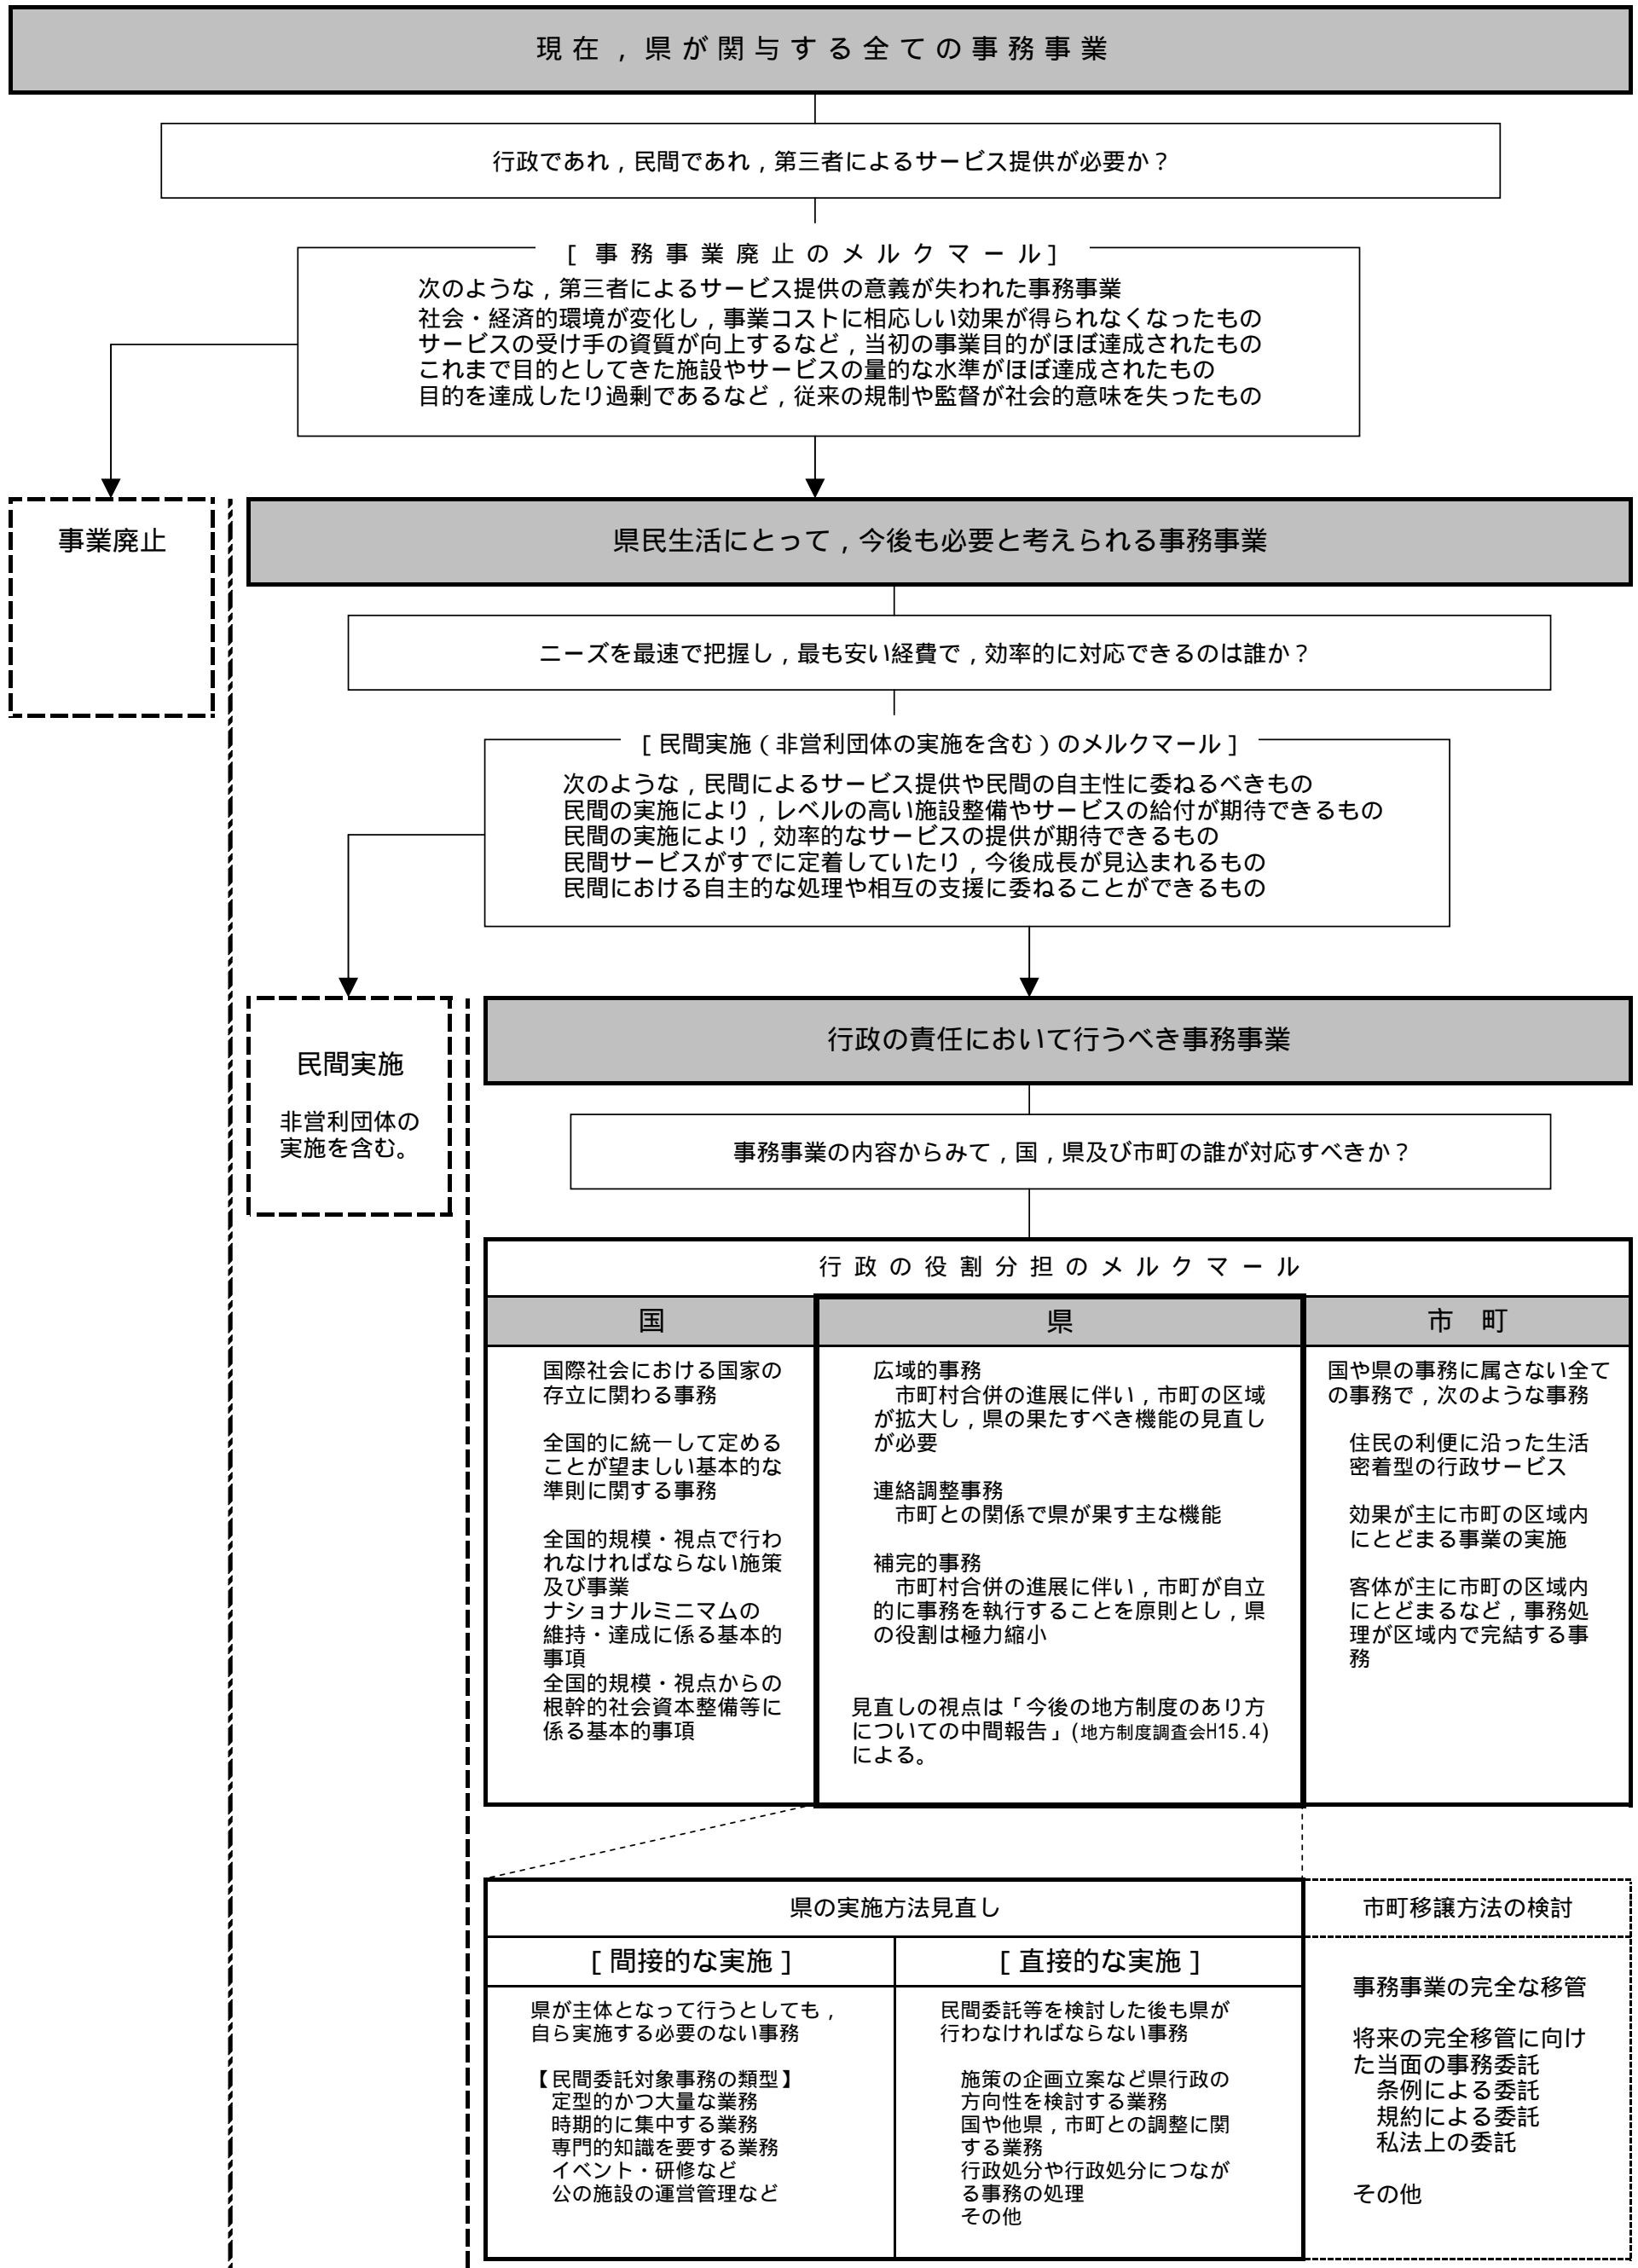 現在，県が関与する全ての事務事業
行政であれ，民間であれ，第三者によるサービス提供が必要か？
[事務事業廃止のメルクマール]
次のような，第三者によるサービス提供の意義が失われた事務事業
社会・経済的環境が変化し，事業コストに相応しい効果が得られなくなったもの
サービスの受け手の資質が向上するなど，当初の事業目的がほぼ達成されたもの
これまで目的としてきた施設やサービスの量的な水準がほぼ達成されたもの
目的を達成したり過剰であるなど，従来の規制や監督が社会的意味を失ったもの
事業廃止
県民生活にとって，今後も必要と考えられる事務事業
ニーズを最速で把握し，最も安い経費で，効率的に対応できるのは誰か？
[民間実施（非営利団体の実施を含む）のメルクマール]
次のような，民間によるサービス提供や民間の自主性に委ねるべきもの
民間の実施により，レベルの高い施設整備やサービスの給付が期待できるもの
民間の実施により，効率的なサービスの提供が期待できるもの
民間サービスがすでに定着していたり，今後成長が見込まれるもの
民間における自主的な処理や相互の支援に委ねることができるもの
民間実施
非営利団体の
実施を含む。
行政の責任において行うべき事務事業
事務事業の内容からみて，国，県及び市町の誰が対応すべきか？
行政の役割分担のメルクマール
国
国際社会における国家の
存立に関わる事務
全国的に統一して定める
ことが望ましい基本的な
準則に関する事務
全国的規模・視点で行わ
れなければならない施策
及び事業
ナショナルミニマムの
維持・達成に係る基本的
事項
全国的規模・視点からの
根幹的社会資本整備等に
係る基本的事項
県
広域的事務
市町村合併の進展に伴い，市町の区域
が拡大し，県の果たすべき機能の見直し
が必要
連絡調整事務
市町との関係で県が果す主な機能
補完的事務
市町村合併の進展に伴い，市町が自立
的に事務を執行することを原則とし，県
の役割は極力縮小
見直しの視点は「今後の地方制度のあり方
についての中間報告」(地方制度調査会H15.4)
による。
市　町
国や県の事務に属さない全て
の事務で，次のような事務
住民の利便に沿った生活
密着型の行政サービス
効果が主に市町の区域内
にとどまる事業の実施
客体が主に市町の区域内
にとどまるなど，事務処
理が区域内で完結する事
務
県の実施方法見直し
[間接的な実施]
県が主体となって行うとしても，
自ら実施する必要のない事務
【民間委託対象事務の類型】
定型的かつ大量な業務
時期的に集中する業務
専門的知識を要する業務
イベント・研修など
公の施設の運営管理など
[直接的な実施]
民間委託等を検討した後も県が
行わなければならない事務
施策の企画立案など県行政の
方向性を検討する業務
国や他県，市町との調整に関
する業務
行政処分や行政処分につなが
る事務の処理
その他
市町移譲方法の検討
事務事業の完全な移管
将来の完全移管に向け
た当面の事務委託
条例による委託
規約による委託
私法上の委託
その他